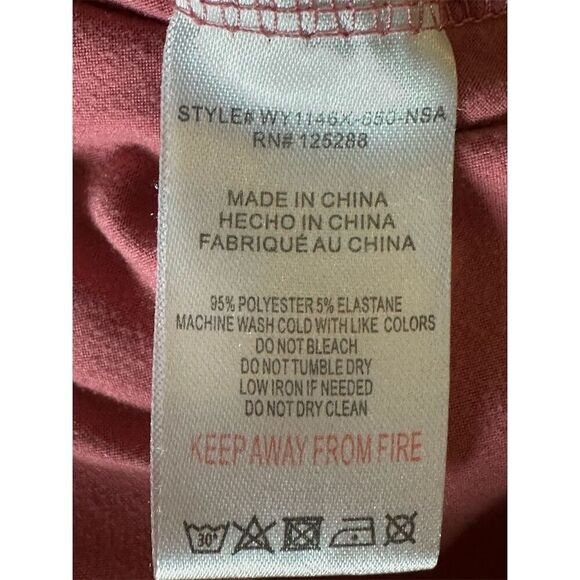 STYLE# WY1146X-650-NSA
RN# 125288
MADE IN CHINA
HECHO IN CHINA
FABRIQUÉ AU CHINA
95% POLYESTER 5% ELASTANE
MACHINE WASH COLD WITH LIKE COLORS
DO NOT BLEACH
DO NOT TUMBLE DRY
LOW IRON IF NEEDED
DO NOT DRY CLEAN
KEEP AWAY FROM FIRE
30°